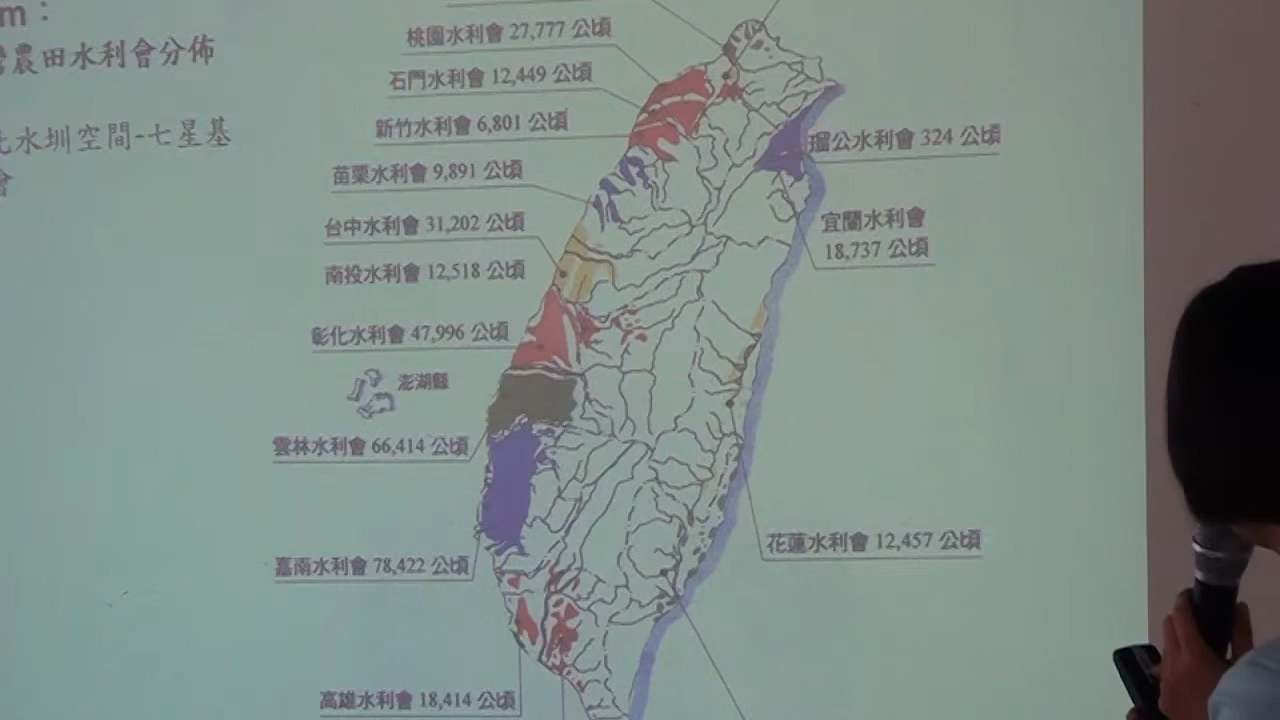 m：
農田水利會分佈
水圳空間-七星基
會
桃園水利會 27,777 公頃
石門水利會 12,449 公頃
新竹水利會 6,801 公頃
苗栗水利會 9,891 公頃
台中水利會 31,202 公頃
南投水利會 12,518 公頃
彰化水利會 47,996 公頃
澎湖縣
雲林水利會 66,414 公頃
嘉南水利會 78,422 公頃
高雄水利會 18,414 公頃
瑠公水利會 324 公頃
宜蘭水利會
18,737 公頃
花蓮水利會 12,457 公頃